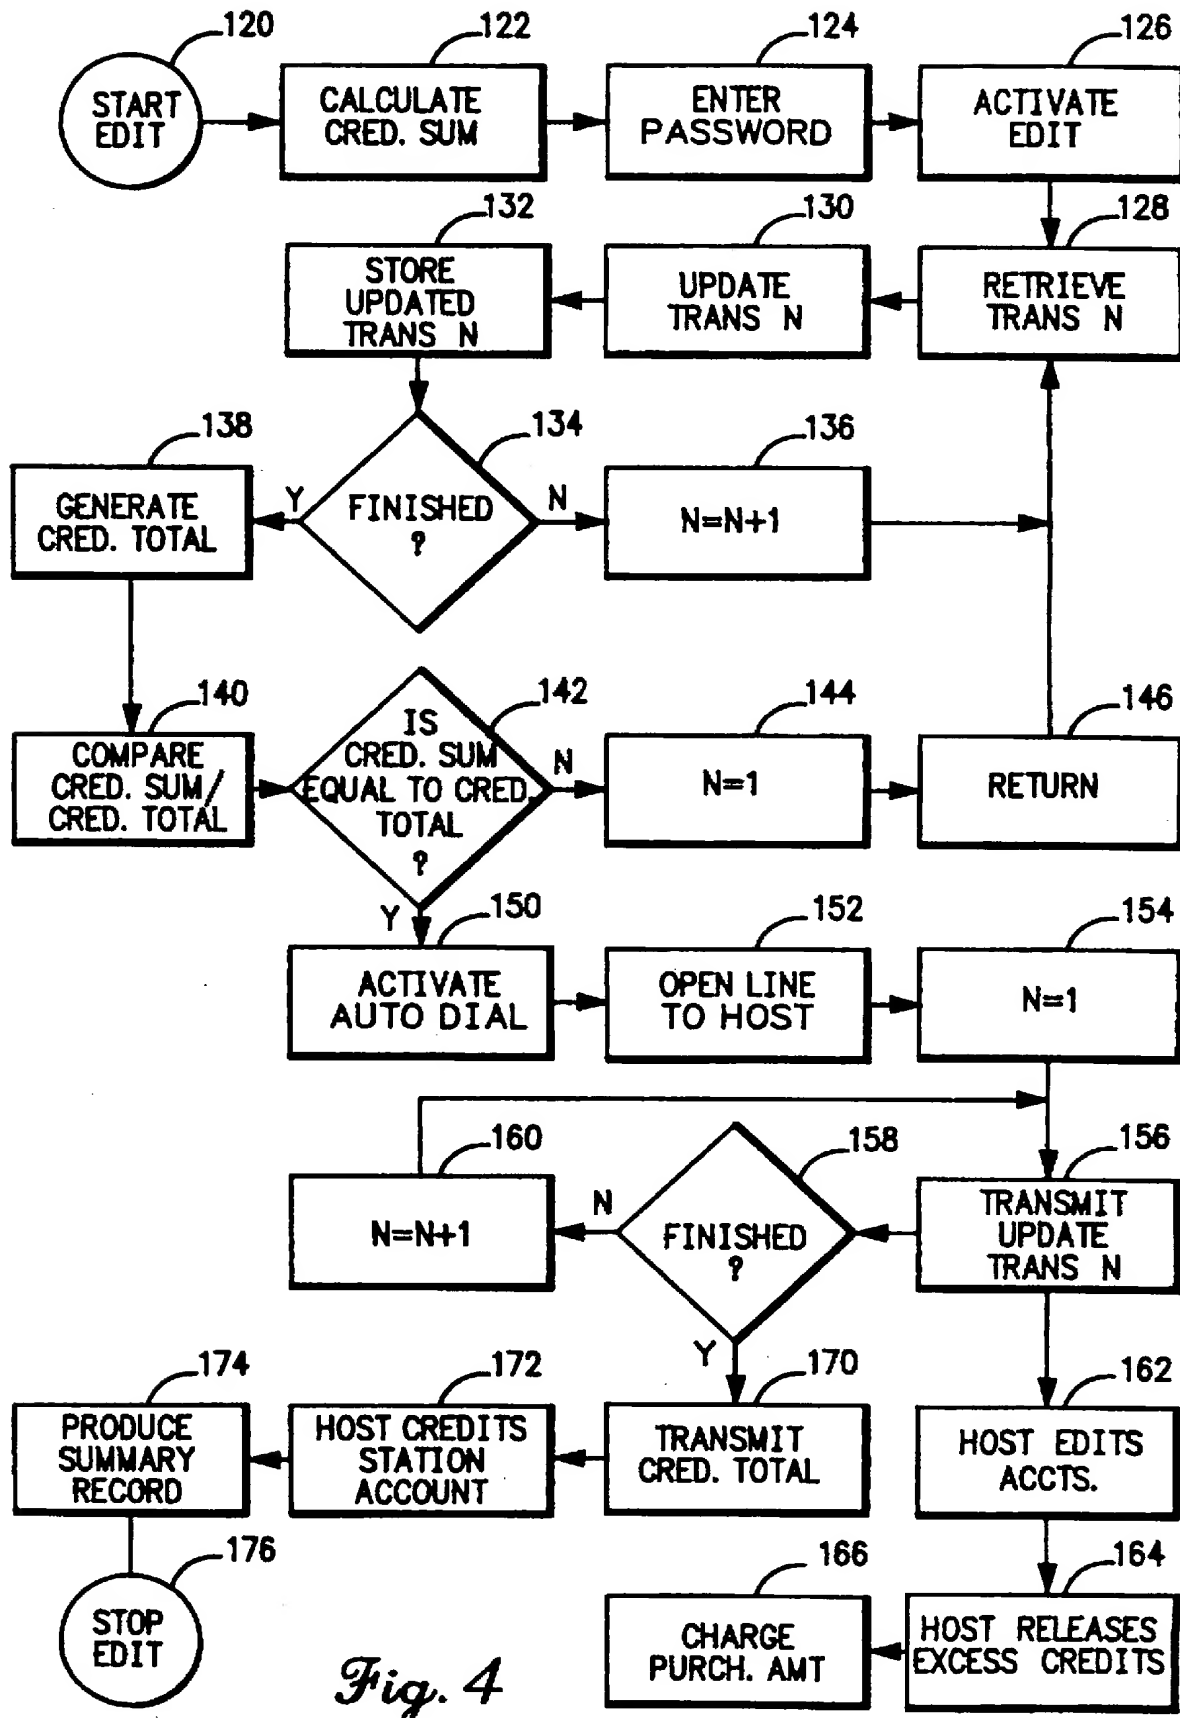 120
122
124
126
START
EDIT
CALCULATE
CRED. SUM
ENTER
PASSWORD
ACTIVATE
EDIT
132
130
128
STORE
UPDATED
TRANS N
UPDATE
TRANS N
RETRIEVE
TRANS N
138
134
136
GENERATE
CRED. TOTAL
Y
FINISHED
?
N
N=N+1
140
142
144
146
COMPARE
CRED. SUM/
CRED. TOTAL
IS
CRED. SUM
EQUAL TO CRED.
TOTAL
?
N
N=1
RETURN
Y
150
152
154
ACTIVATE
AUTO DIAL
OPEN LINE
TO HOST
N=1
160
158
156
N=N+1
N
FINISHED
?
TRANSMIT
UPDATE
TRANS N
Y
174
172
170
162
PRODUCE
SUMMARY
RECORD
HOST CREDITS
STATION
ACCOUNT
TRANSMIT
CRED. TOTAL
HOST EDITS
ACCTS.
176
166
164
STOP
EDIT
CHARGE
PURCH. AMT
HOST RELEASES
EXCESS CREDITS
Fig. 4